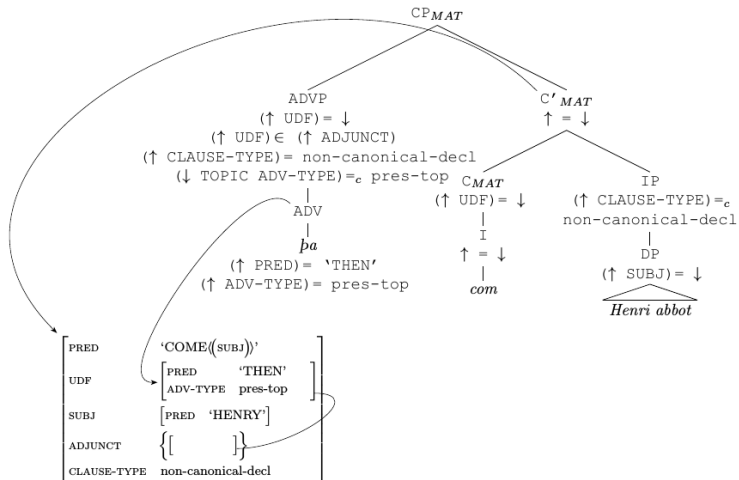 CP_MAT
ADVP
(↑ UDF)= ↓
(↑ UDF)∈ (↑ ADJUNCT)
(↑ CLAUSE-TYPE)= non-canonical-decl
(↓ TOPIC ADV-TYPE)=c pres-top
ADV
þa
(↑ PRED)= ‘THEN’
(↑ ADV-TYPE)= pres-top
C′_MAT
↑ = ↓
C_MAT
(↑ UDF)= ↓
I
↑ = ↓
com
IP
(↑ CLAUSE-TYPE)=c
non-canonical-decl
DP
(↑ SUBJ)= ↓
Henri abbot
PRED ‘COME⟨(SUBJ)⟩’
UDF [PRED ‘THEN’
ADV-TYPE pres-top]
SUBJ [PRED ‘HENRY’]
ADJUNCT {[ ]}
CLAUSE-TYPE non-canonical-decl